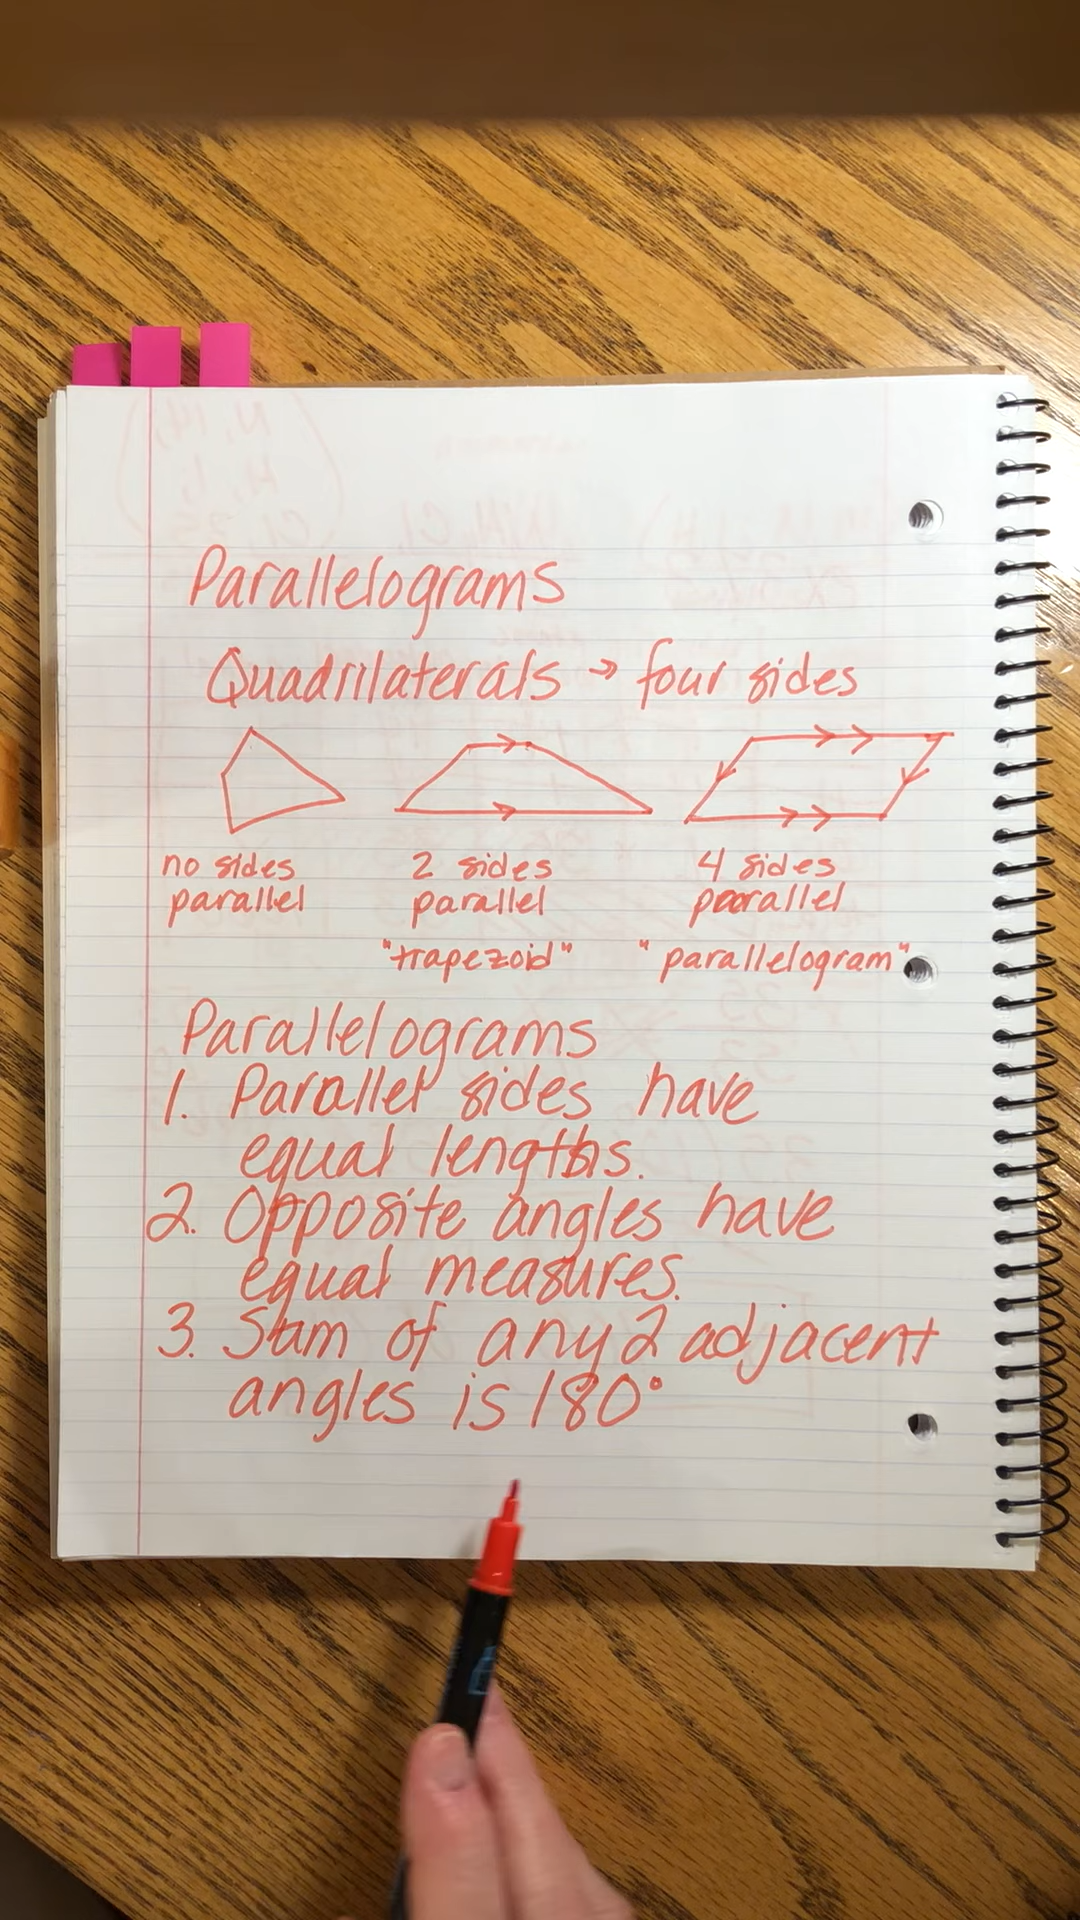 Parallelograms
Quadrilaterals → four sides
no sides parallel
2 sides parallel
"trapezoid"
4 sides parallel
"parallelogram"
Parallelograms
1. Parallel sides have
equal lengths.
2. Opposite angles have
equal measures.
3. Sum of any 2 adjacent
angles is 180°